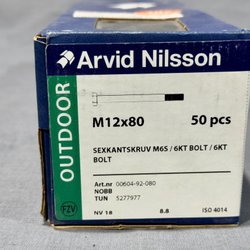 Arvid Nilsson
OUTDOOR
M12x80 50 pcs
SEXKANTSKRUV M6S / 6KT BOLT / 6KT
BOLT
Art.nr 00604-92-080
NOBB
TUN 5277977
FZV
NV 18 8.8 ISO 4014